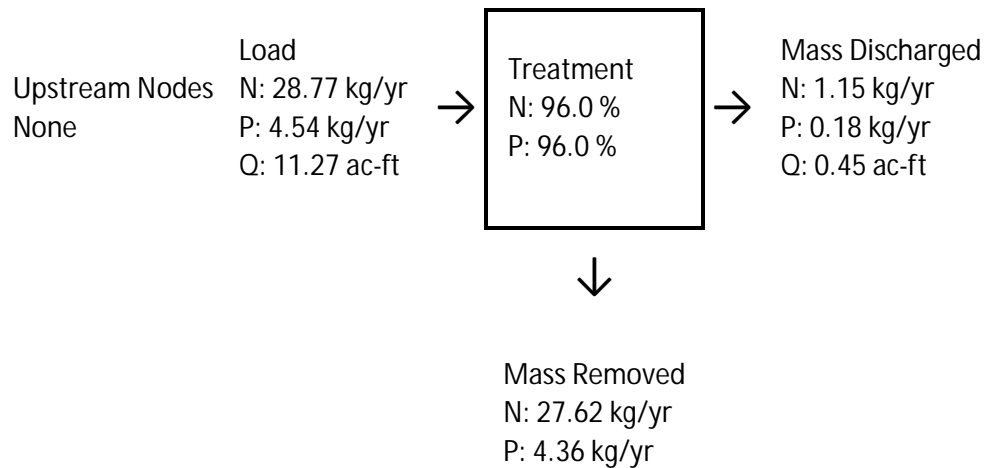 Upstream Nodes
None
Load
N: 28.77 kg/yr
P: 4.54 kg/yr
Q: 11.27 ac-ft
→
Treatment
N: 96.0 %
P: 96.0 %
→
Mass Discharged
N: 1.15 kg/yr
P: 0.18 kg/yr
Q: 0.45 ac-ft
↓
Mass Removed
N: 27.62 kg/yr
P: 4.36 kg/yr